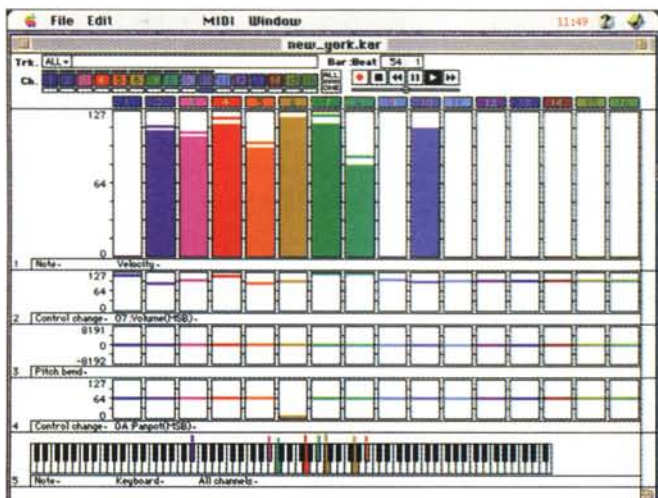 File Edit MIDI Window 11:49
new_york.kar
Trk. ALL Bar:Beat 54 1
Ch. ALL
ONE
127
64
0
1 Note Velocity
127
64
0
2 Control change 07:Volume(MSB)
8191
0
-8192
3 Pitch bend
127
64
0
4 Control change 0A:Panpot(MSB)
5 Note Keyboard All channels